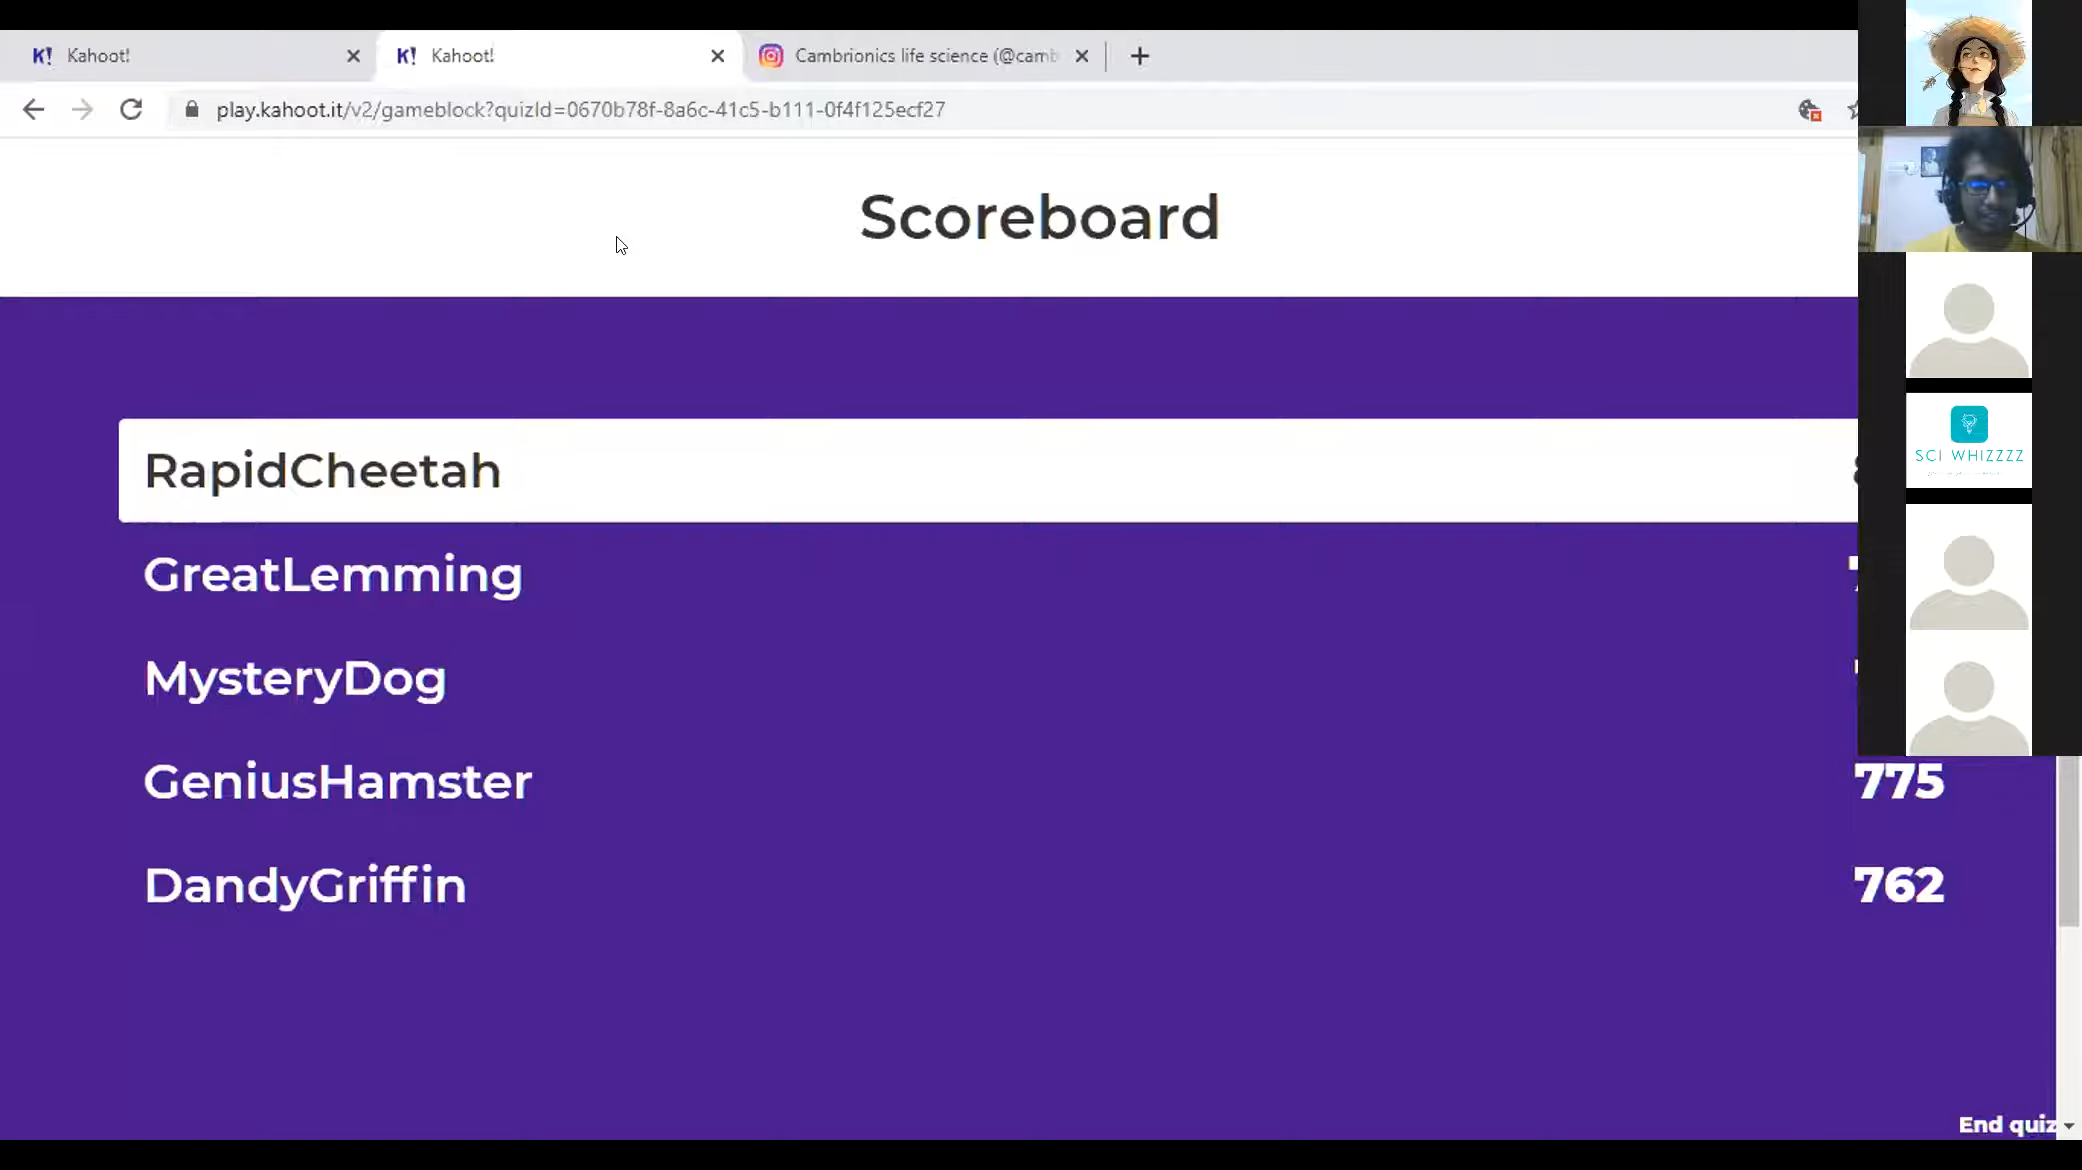 Kahoot!
Kahoot!
Cambrionics life science (@camb
play.kahoot.it/v2/gameblock?quizId=0670b78f-8a6c-41c5-b111-0f4f125ecf27
Scoreboard
RapidCheetah
GreatLemming
MysteryDog
GeniusHamster 775
DandyGriffin 762
SCI WHIZZZZ
End quiz